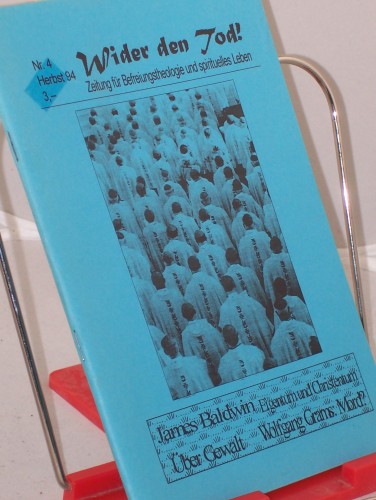 Nr. 4
Herbst 94
3,-
Wider den Tod!
Zeitung für Befreiungstheologie und spirituelles Leben
James Baldwin Eigentum und Christentum
Über Gewalt Wolfgang Grams: Mord?